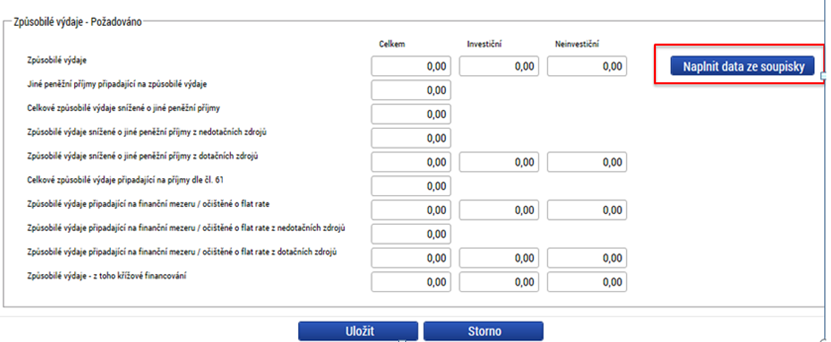 Způsobilé výdaje - Požadováno
Celkem Investiční Neinvestiční
Způsobilé výdaje 0,00 0,00 0,00 Naplnit data ze soupisky
Jiné peněžní příjmy připadající na způsobilé výdaje 0,00
Celkové způsobilé výdaje snížené o jiné peněžní příjmy 0,00
Způsobilé výdaje snížené o jiné peněžní příjmy z nedotačních zdrojů 0,00
Způsobilé výdaje snížené o jiné peněžní příjmy z dotačních zdrojů 0,00 0,00 0,00
Celkové způsobilé výdaje připadající na příjmy dle čl. 61 0,00
Způsobilé výdaje připadající na finanční mezeru / očištěné o flat rate 0,00 0,00 0,00
Způsobilé výdaje připadající na finanční mezeru / očištěné o flat rate z nedotačních zdrojů 0,00
Způsobilé výdaje připadající na finanční mezeru / očištěné o flat rate z dotačních zdrojů 0,00 0,00 0,00
Způsobilé výdaje - z toho křížové financování 0,00 0,00 0,00
Uložit Storno